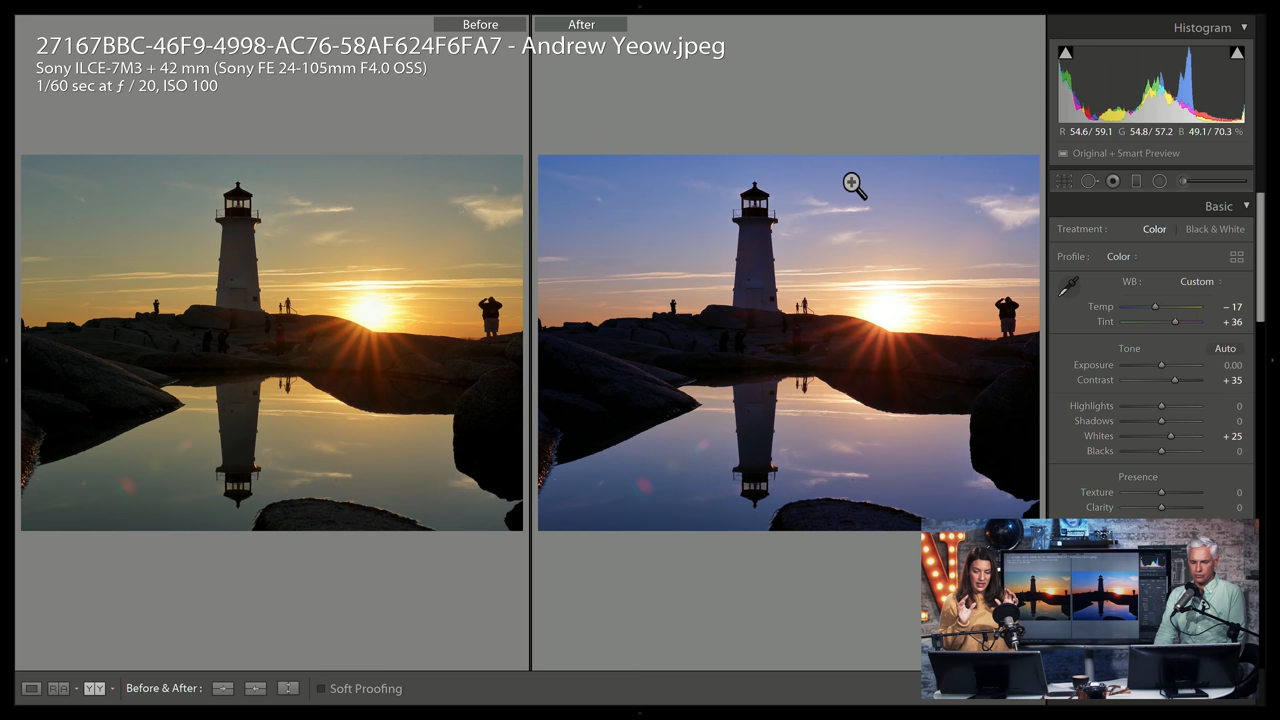 Before
After
27167BBC-46F9-4998-AC76-58AF624F6FA7 - Andrew Yeow.jpeg
Sony ILCE-7M3 + 42 mm (Sony FE 24-105mm F4.0 OSS)
1/60 sec at ƒ / 20, ISO 100
Histogram
R 54.6/ 59.1 G 54.8/ 57.2 B 49.1/ 70.3 %
Original + Smart Preview
Basic
Treatment : Color Black & White
Profile : Color
WB : Custom
Temp − 17
Tint + 36
Tone Auto
Exposure 0.00
Contrast + 35
Highlights 0
Shadows 0
Whites + 25
Blacks 0
Presence
Texture 0
Clarity 0
N
R A Y Y Before & After : Soft Proofing